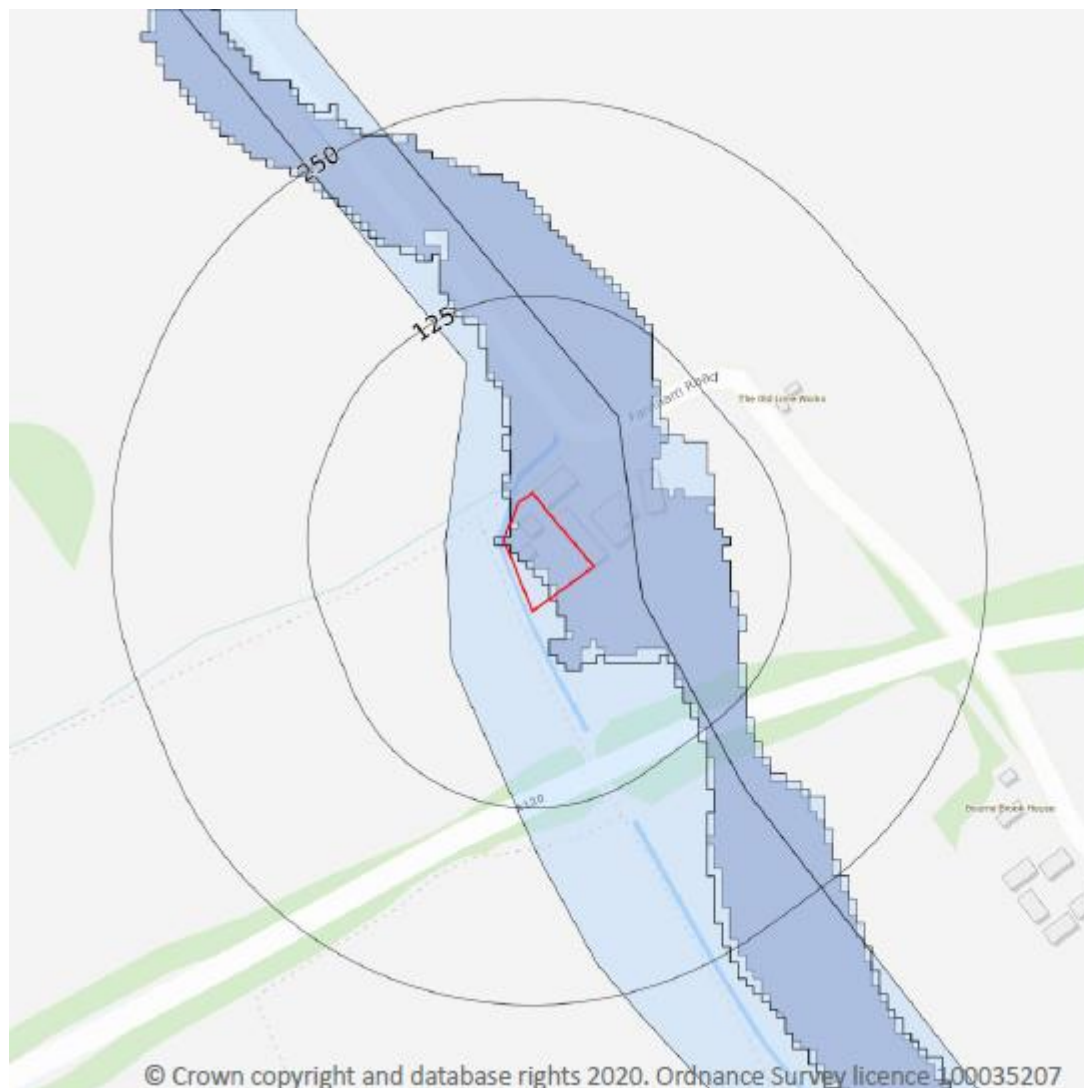 250
125
Farnham Road
The Old Lime Works
A120
Bourne Brook House
© Crown copyright and database rights 2020. Ordnance Survey licence 100035207